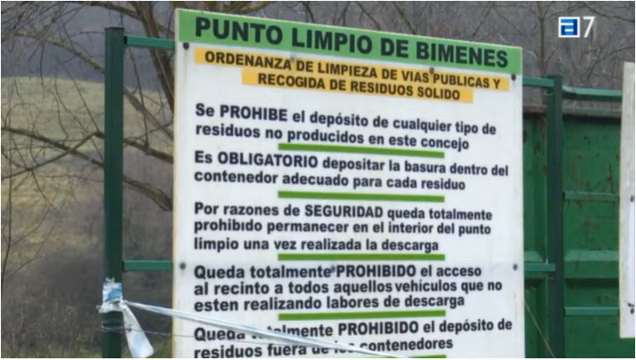 PUNTO LIMPIO DE BIMENES
ORDENANZA DE LIMPIEZA DE VIAS PUBLICAS Y
RECOGIDA DE RESIDUOS SOLIDO
Se PROHIBE el depósito de cualquier tipo de
residuos no producidos en este concejo
Es OBLIGATORIO depositar la basura dentro del
contenedor adecuado para cada residuo
Por razones de SEGURIDAD queda totalmente
prohibido permanecer en el interior del punto
limpio una vez realizada la descarga
Queda totalmente PROHIBIDO el acceso
al recinto a todos aquellos vehículos que no
esten realizando labores de descarga
Queda totalmente PROHIBIDO el depósito de
residuos fuera de los contenedores
a7